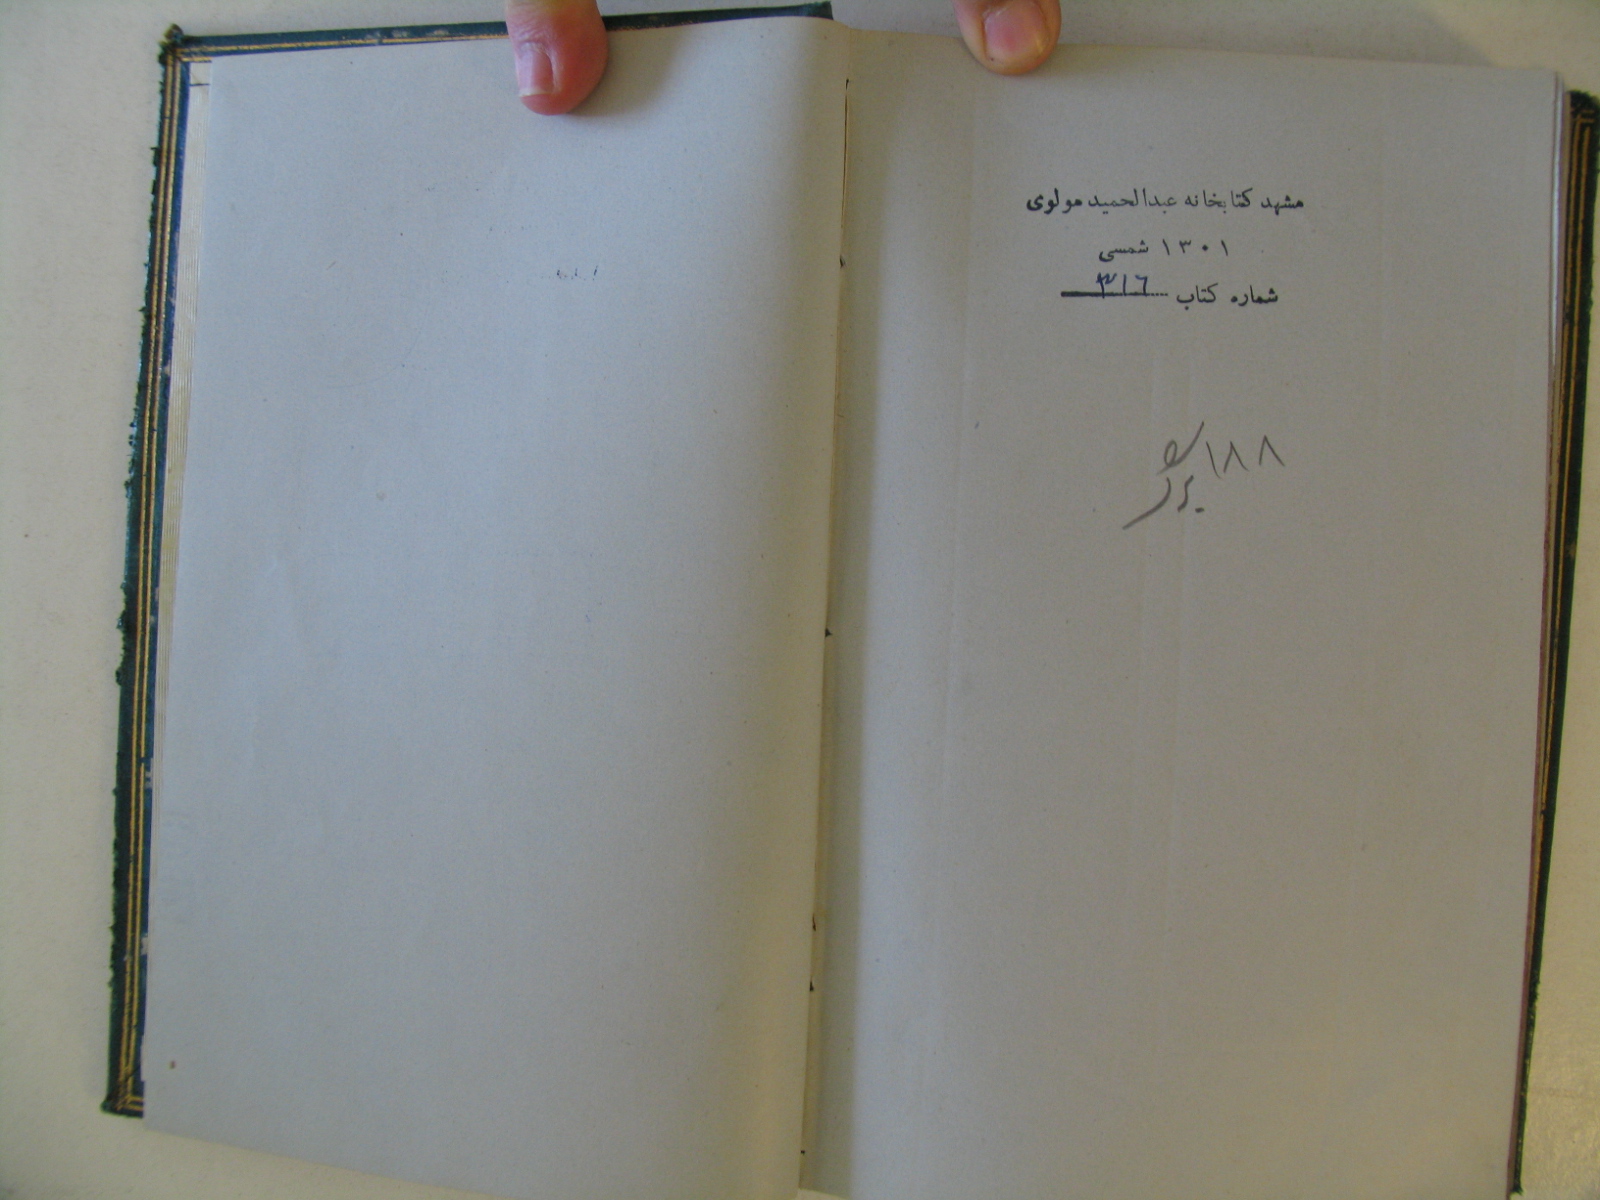 مشهد کتابخانه عبدالحمید مولوی
۱۳۰۱ شمسی
شماره کتاب ۳۱۶
۱۸۸